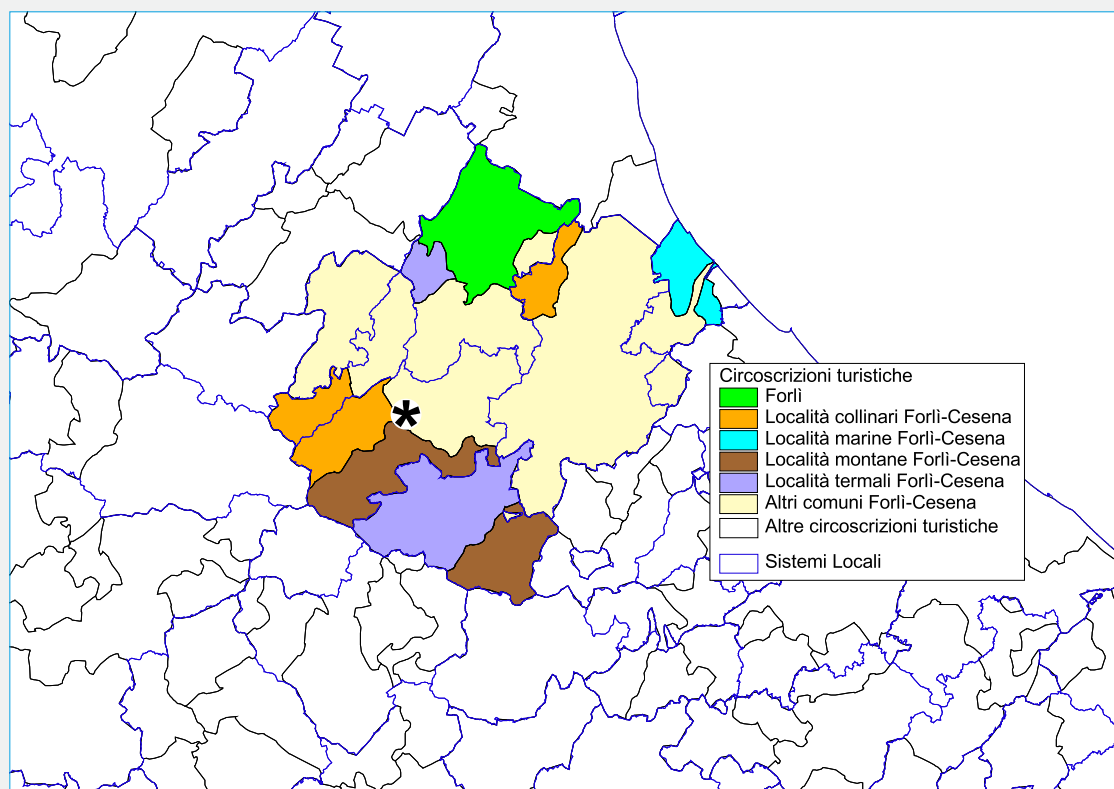 Circoscrizioni turistiche
Forlì
Località collinari Forlì-Cesena
Località marine Forlì-Cesena
Località montane Forlì-Cesena
Località termali Forlì-Cesena
Altri comuni Forlì-Cesena
Altre circoscrizioni turistiche
Sistemi Locali
*